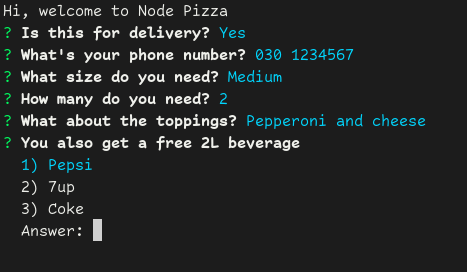 Hi, welcome to Node Pizza
? Is this for delivery? Yes
? What's your phone number? 030 1234567
? What size do you need? Medium
? How many do you need? 2
? What about the toppings? Pepperoni and cheese
? You also get a free 2L beverage
1) Pepsi
2) 7up
3) Coke
Answer: